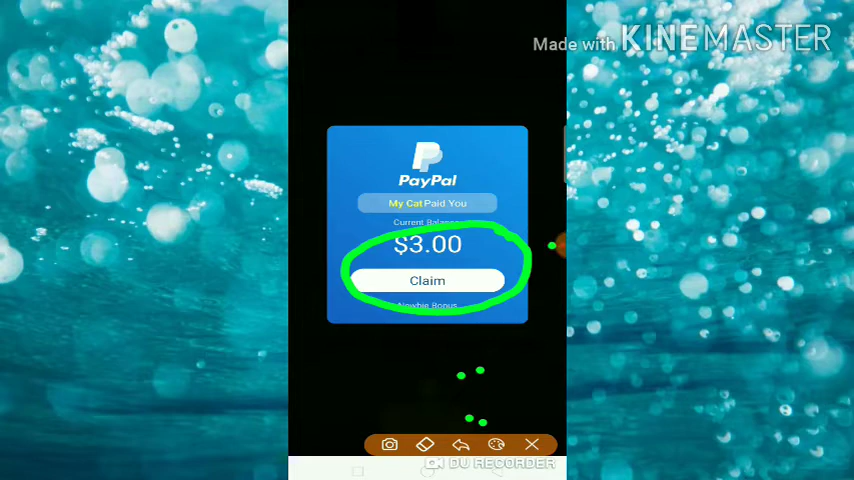 Made with KINEMASTER
PayPal
My Cat Paid You
Current Balance
$3.00
Claim
Newbie Bonus
DU RECORDER